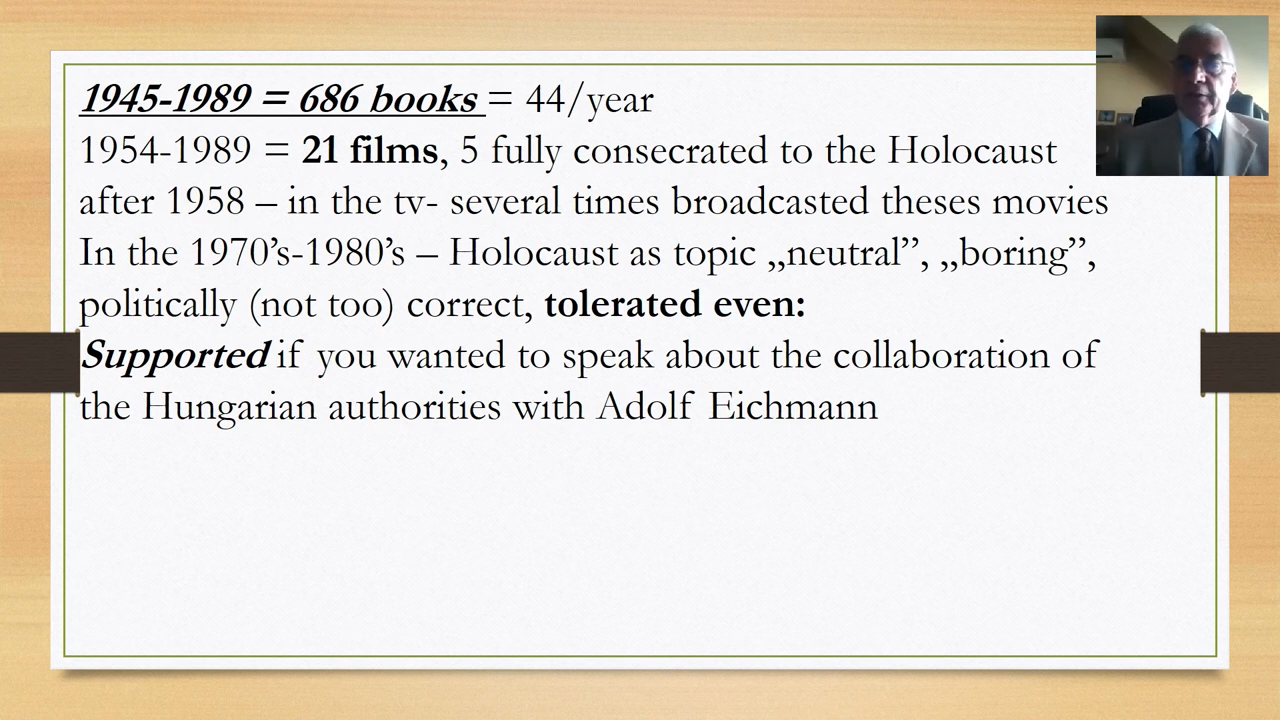 1945-1989 = 686 books = 44/year
1954-1989 = 21 films, 5 fully consecrated to the Holocaust
after 1958 – in the tv- several times broadcasted theses movies
In the 1970’s-1980’s – Holocaust as topic „neutral”, „boring”,
politically (not too) correct, tolerated even:
Supported if you wanted to speak about the collaboration of
the Hungarian authorities with Adolf Eichmann